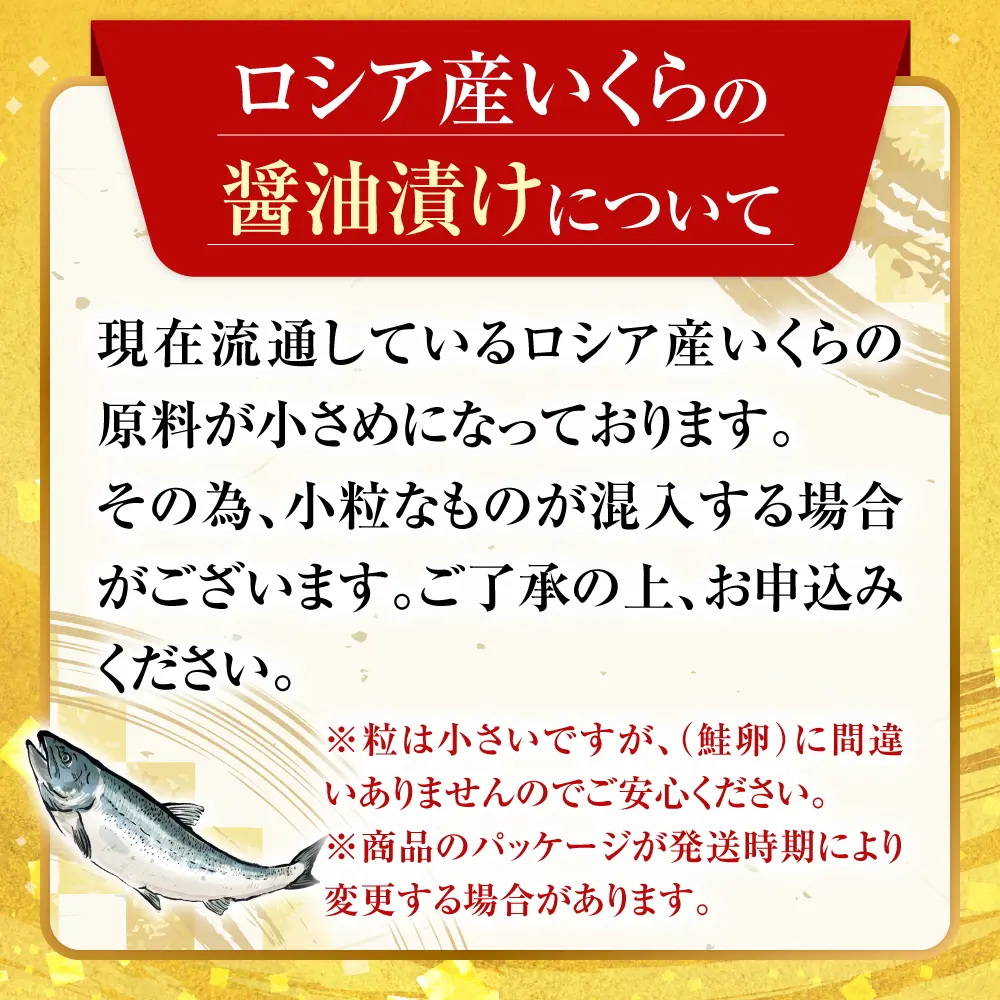 ロシア産いくらの
醤油漬けについて
現在流通しているロシア産いくらの
原料が小さめになっております。
その為、小粒なものが混入する場合
がございます。ご了承の上、お申込み
ください。
※粒は小さいですが、(鮭卵)に間違
いありませんのでご安心ください。
※商品のパッケージが発送時期により
変更する場合があります。